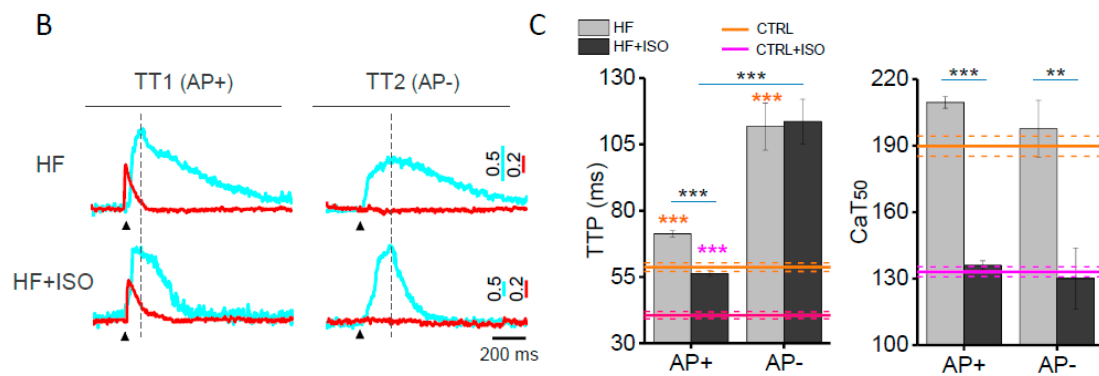 B
TT1 (AP+)
TT2 (AP-)
HF
0.5
0.2
HF+ISO
0.5
0.2
200 ms
C
HF
CTRL
HF+ISO
CTRL+ISO
TTP (ms)
130
105
80
55
30
***
***
***
***
***
AP+
AP-
CaT50
220
190
160
130
100
***
**
AP+
AP-